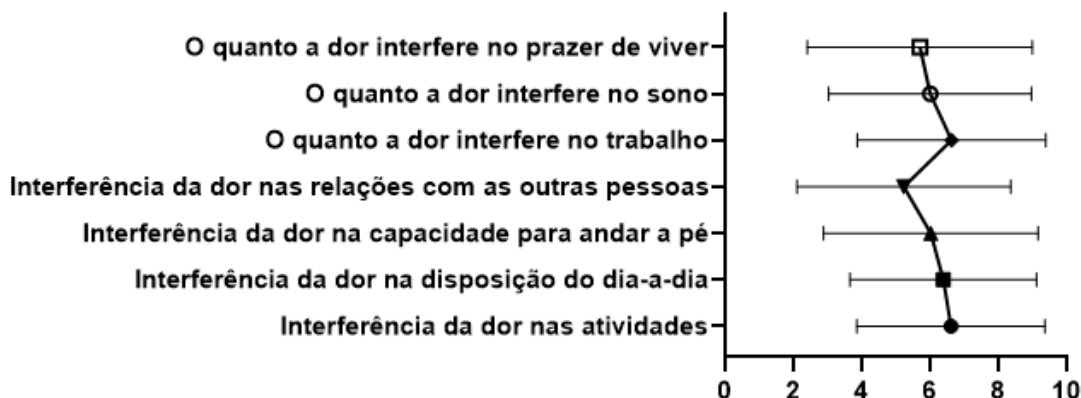 O quanto a dor interfere no prazer de viver
O quanto a dor interfere no sono
O quanto a dor interfere no trabalho
Interferência da dor nas relações com as outras pessoas
Interferência da dor na capacidade para andar a pé
Interferência da dor na disposição do dia-a-dia
Interferência da dor nas atividades
0 2 4 6 8 10